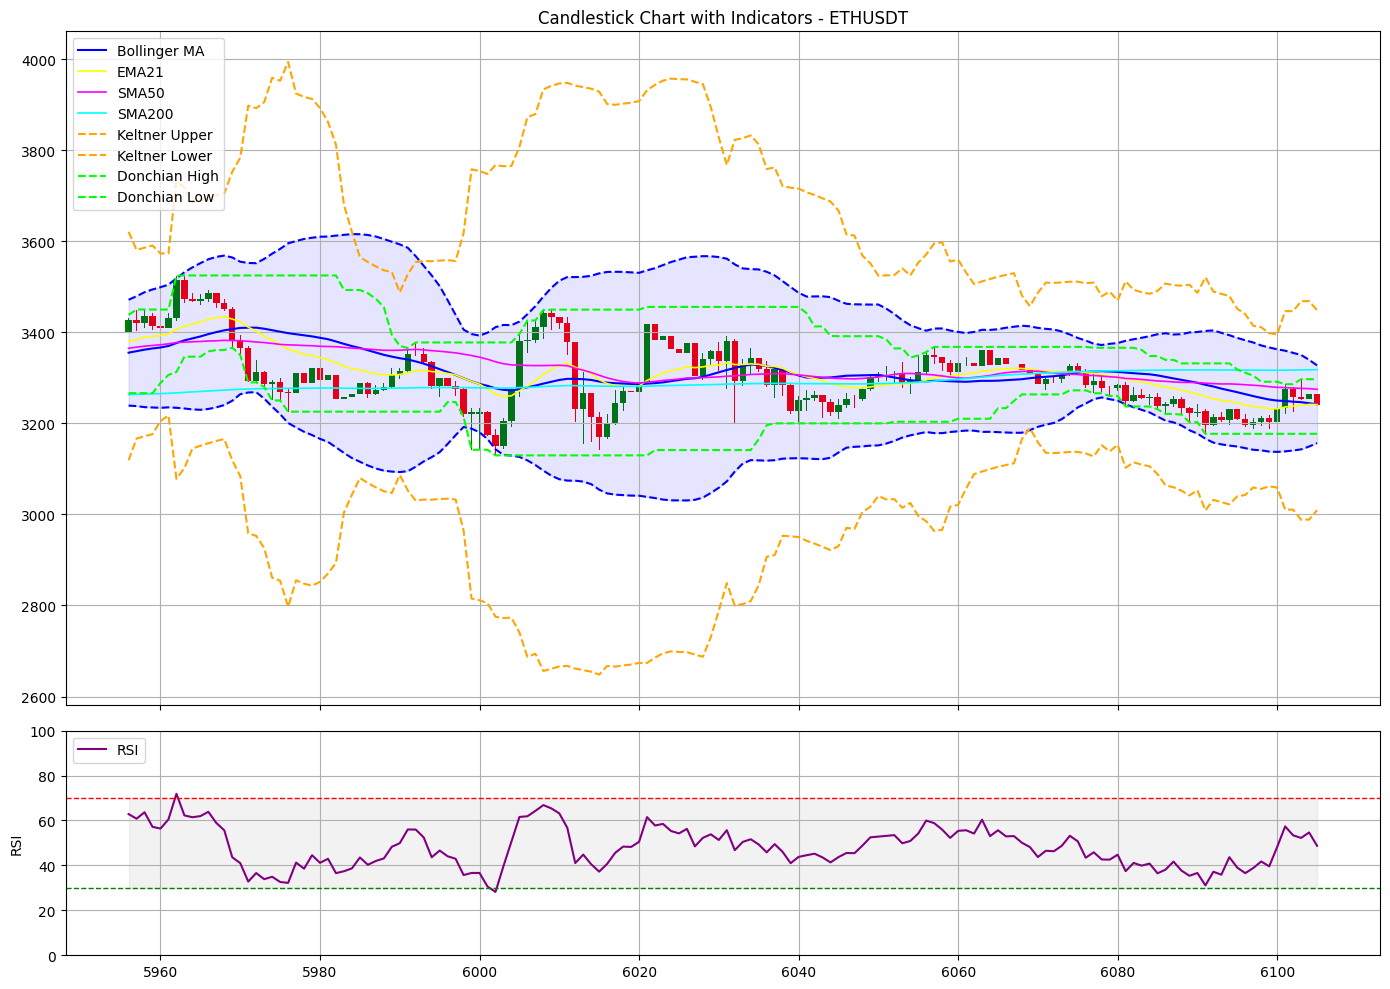 Candlestick Chart with Indicators - ETHUSDT
Bollinger MA
EMA21
SMA50
SMA200
Keltner Upper
Keltner Lower
Donchian High
Donchian Low
4000
3800
3600
3400
3200
3000
2800
2600
RSI
100
80
60
40
20
0
RSI
5960 5980 6000 6020 6040 6060 6080 6100